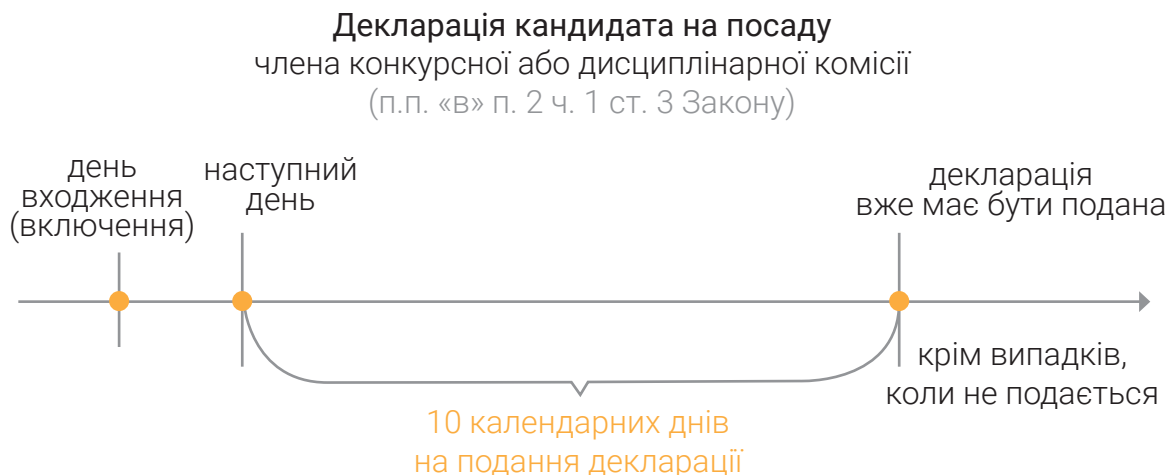 Декларація кандидата на посаду
члена конкурсної або дисциплінарної комісії
(п.п. «в» п. 2 ч. 1 ст. 3 Закону)
день
входження
(включення)
наступний
день
декларація
вже має бути подана
крім випадків,
коли не подається
10 календарних днів
на подання декларації